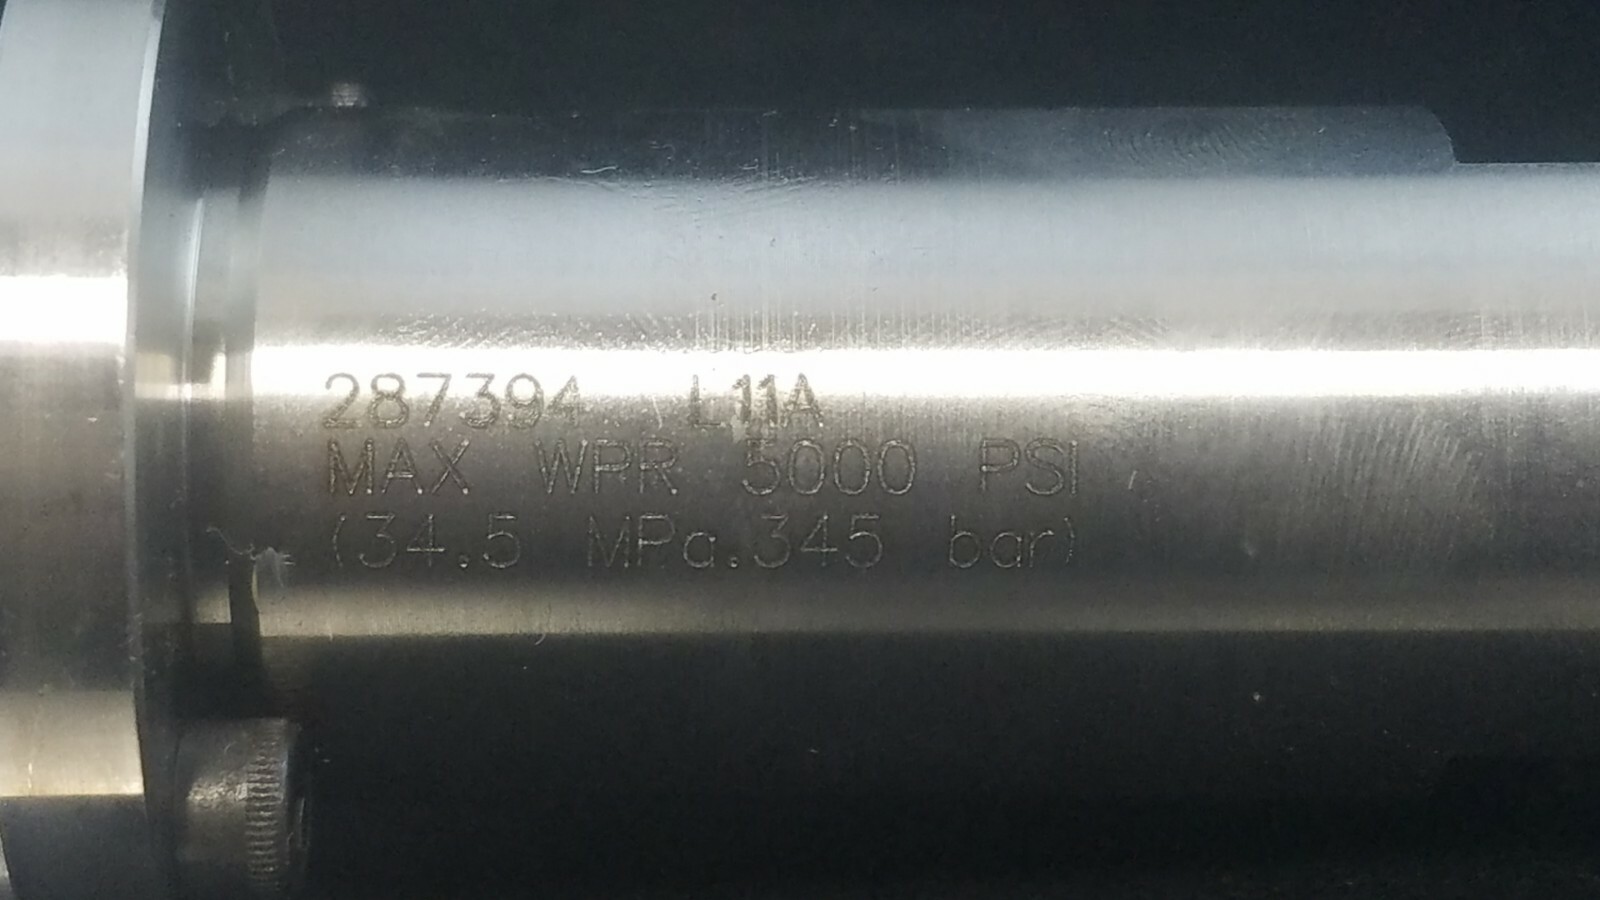 287394 L11A
MAX WPR 5000 PSI
(34.5 MPa.345 bar)